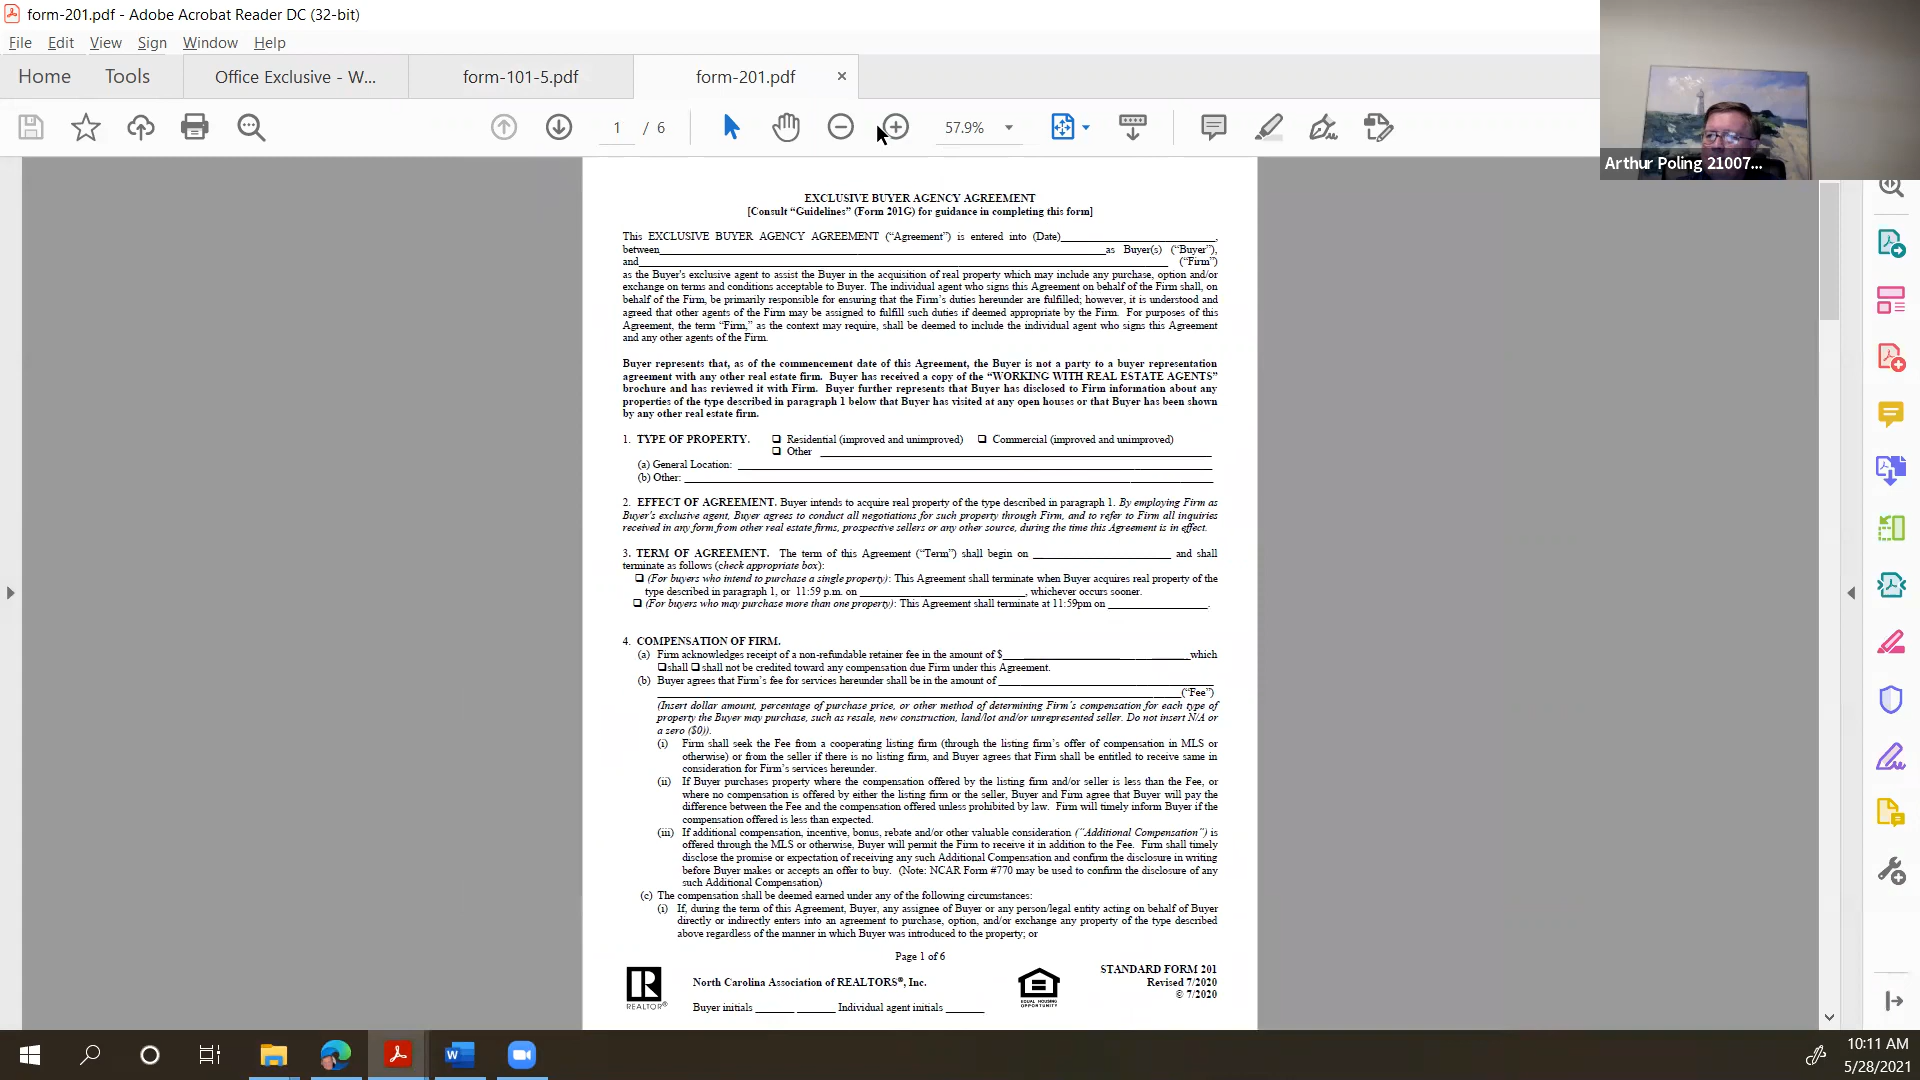 form-201.pdf - Adobe Acrobat Reader DC (32-bit)
File Edit View Sign Window Help
Home Tools Office Exclusive - W... form-101-5.pdf form-201.pdf ×
1 / 6 57.9%
Arthur Poling 21007...
EXCLUSIVE BUYER AGENCY AGREEMENT
[Consult “Guidelines” (Form 201G) for guidance in completing this form]
This EXCLUSIVE BUYER AGENCY AGREEMENT (“Agreement”) is entered into (Date)____________________,
between____________________as Buyer(s) (“Buyer”),
and____________________ (“Firm”)
as the Buyer's exclusive agent to assist the Buyer in the acquisition of real property which may include any purchase, option and/or
exchange on terms and conditions acceptable to Buyer. The individual agent who signs this Agreement on behalf of the Firm shall, on
behalf of the Firm, be primarily responsible for ensuring that the Firm’s duties hereunder are fulfilled; however, it is understood and
agreed that other agents of the Firm may be assigned to fulfill such duties if deemed appropriate by the Firm. For purposes of this
Agreement, the term “Firm,” as the context may require, shall be deemed to include the individual agent who signs this Agreement
and any other agents of the Firm.
Buyer represents that, as of the commencement date of this Agreement, the Buyer is not a party to a buyer representation
agreement with any other real estate firm. Buyer has received a copy of the “WORKING WITH REAL ESTATE AGENTS”
brochure and has reviewed it with Firm. Buyer further represents that Buyer has disclosed to Firm information about any
properties of the type described in paragraph 1 below that Buyer has visited at any open houses or that Buyer has been shown
by any other real estate firm.
1. TYPE OF PROPERTY. ❏ Residential (improved and unimproved) ❏ Commercial (improved and unimproved)
❏ Other ____________________
(a) General Location: ____________________
(b) Other: ____________________
2. EFFECT OF AGREEMENT. Buyer intends to acquire real property of the type described in paragraph 1. By employing Firm as
Buyer's exclusive agent, Buyer agrees to conduct all negotiations for such property through Firm, and to refer to Firm all inquiries
received in any form from other real estate firms, prospective sellers or any other source, during the time this Agreement is in effect.
3. TERM OF AGREEMENT. The term of this Agreement (“Term”) shall begin on ____________________ and shall
terminate as follows (check appropriate box):
❏ (For buyers who intend to purchase a single property): This Agreement shall terminate when Buyer acquires real property of the
type described in paragraph 1, or 11:59 p.m. on ____________________, whichever occurs sooner.
❏ (For buyers who may purchase more than one property): This Agreement shall terminate at 11:59pm on ____________________.
4. COMPENSATION OF FIRM.
(a) Firm acknowledges receipt of a non-refundable retainer fee in the amount of $____________________which
❏shall ❏shall not be credited toward any compensation due Firm under this Agreement.
(b) Buyer agrees that Firm’s fee for services hereunder shall be in the amount of ____________________
____________________(“Fee”)
(Insert dollar amount, percentage of purchase price, or other method of determining Firm’s compensation for each type of
property the Buyer may purchase, such as resale, new construction, land/lot and/or unrepresented seller. Do not insert N/A or
a zero ($0)).
(i) Firm shall seek the Fee from a cooperating listing firm (through the listing firm’s offer of compensation in MLS or
otherwise) or from the seller if there is no listing firm, and Buyer agrees that Firm shall be entitled to receive same in
consideration for Firm’s services hereunder.
(ii) If Buyer purchases property where the compensation offered by the listing firm and/or seller is less than the Fee, or
where no compensation is offered by either the listing firm or the seller, Buyer and Firm agree that Buyer will pay the
difference between the Fee and the compensation offered unless prohibited by law. Firm will timely inform Buyer if the
compensation offered is less than expected.
(iii) If additional compensation, incentive, bonus, rebate and/or other valuable consideration (“Additional Compensation”) is
offered through the MLS or otherwise, Buyer will permit the Firm to receive it in addition to the Fee. Firm shall timely
disclose the promise or expectation of receiving any such Additional Compensation and confirm the disclosure in writing
before Buyer makes or accepts an offer to buy. (Note: NCAR Form #770 may be used to confirm the disclosure of any
such Additional Compensation)
(c) The compensation shall be deemed earned under any of the following circumstances:
(i) If, during the term of this Agreement, Buyer, any assignee of Buyer or any person/legal entity acting on behalf of Buyer
directly or indirectly enters into an agreement to purchase, option, and/or exchange any property of the type described
above regardless of the manner in which Buyer was introduced to the property; or
Page 1 of 6
REALTOR®
North Carolina Association of REALTORS®, Inc.
Buyer initials ________ ________ Individual agent initials ________
EQUAL HOUSING
OPPORTUNITY
STANDARD FORM 201
Revised 7/2020
© 7/2020
10:11 AM
5/28/2021